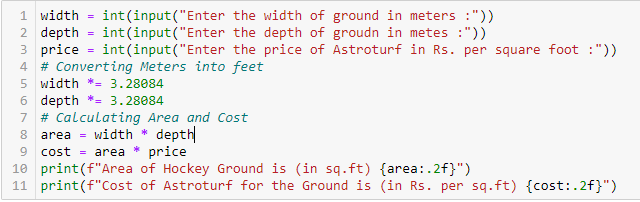 1 width = int(input("Enter the width of ground in meters :"))
2 depth = int(input("Enter the depth of groudn in metes :"))
3 price = int(input("Enter the price of Astroturf in Rs. per square foot :"))
4 # Converting Meters into feet
5 width *= 3.28084
6 depth *= 3.28084
7 # Calculating Area and Cost
8 area = width * depth
9 cost = area * price
10 print(f"Area of Hockey Ground is (in sq.ft) {area:.2f}")
11 print(f"Cost of Astroturf for the Ground is (in Rs. per sq.ft) {cost:.2f}")